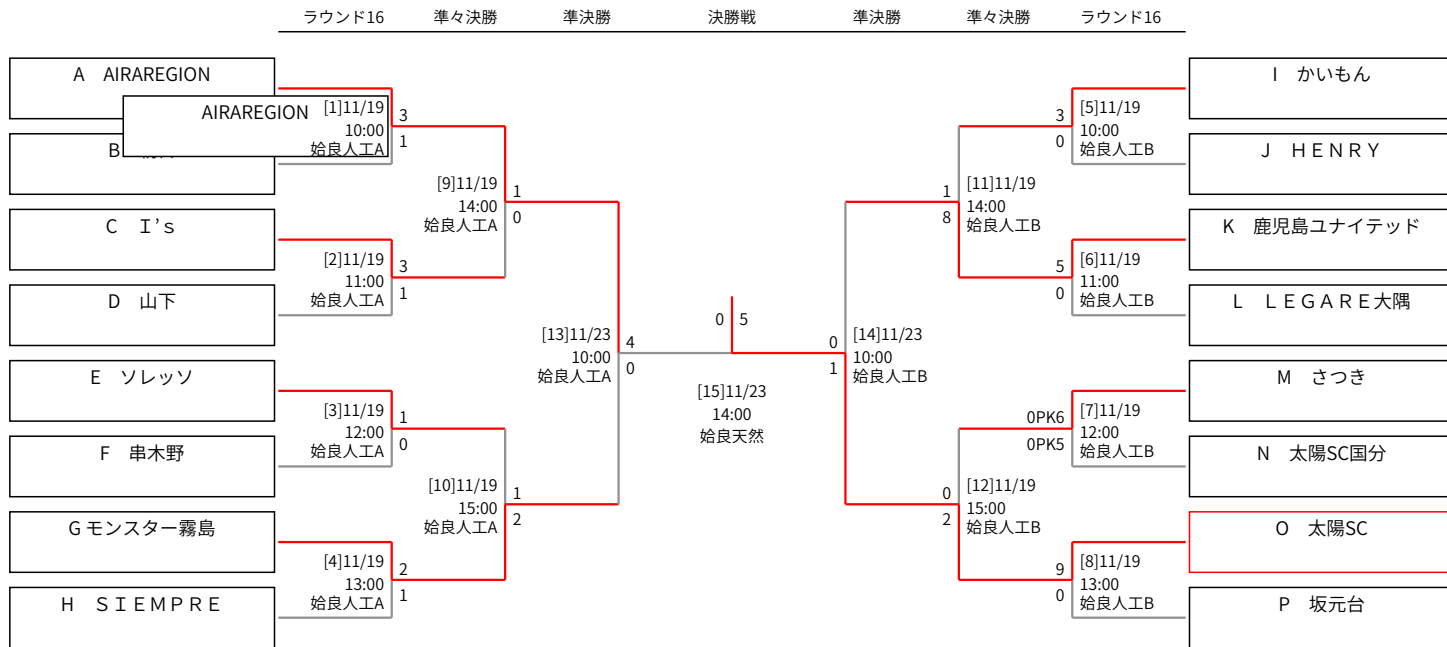 ラウンド16 準々決勝 準決勝 決勝戦 準決勝 準々決勝 ラウンド16
A AIRAREGION
AIRAREGION
B
C I's
D 山下
E ソレッソ
F 串木野
G モンスター霧島
H SIEMPRE
[1]11/19
10:00
姶良人工A
3
1
[2]11/19
11:00
姶良人工A
3
1
[3]11/19
12:00
姶良人工A
1
0
[4]11/19
13:00
姶良人工A
2
1
[9]11/19
14:00
姶良人工A
1
0
[10]11/19
15:00
姶良人工A
1
2
[13]11/23
10:00
姶良人工A
4
0
0 5
[15]11/23
14:00
姶良天然
0
1
[14]11/23
10:00
姶良人工B
1
8
[11]11/19
14:00
姶良人工B
0
2
[12]11/19
15:00
姶良人工B
3
0
[5]11/19
10:00
姶良人工B
5
0
[6]11/19
11:00
姶良人工B
0PK6
0PK5
[7]11/19
12:00
姶良人工B
9
0
[8]11/19
13:00
姶良人工B
I かいもん
J HENRY
K 鹿児島ユナイテッド
L LEGARE大隅
M さつき
N 太陽SC国分
O 太陽SC
P 坂元台